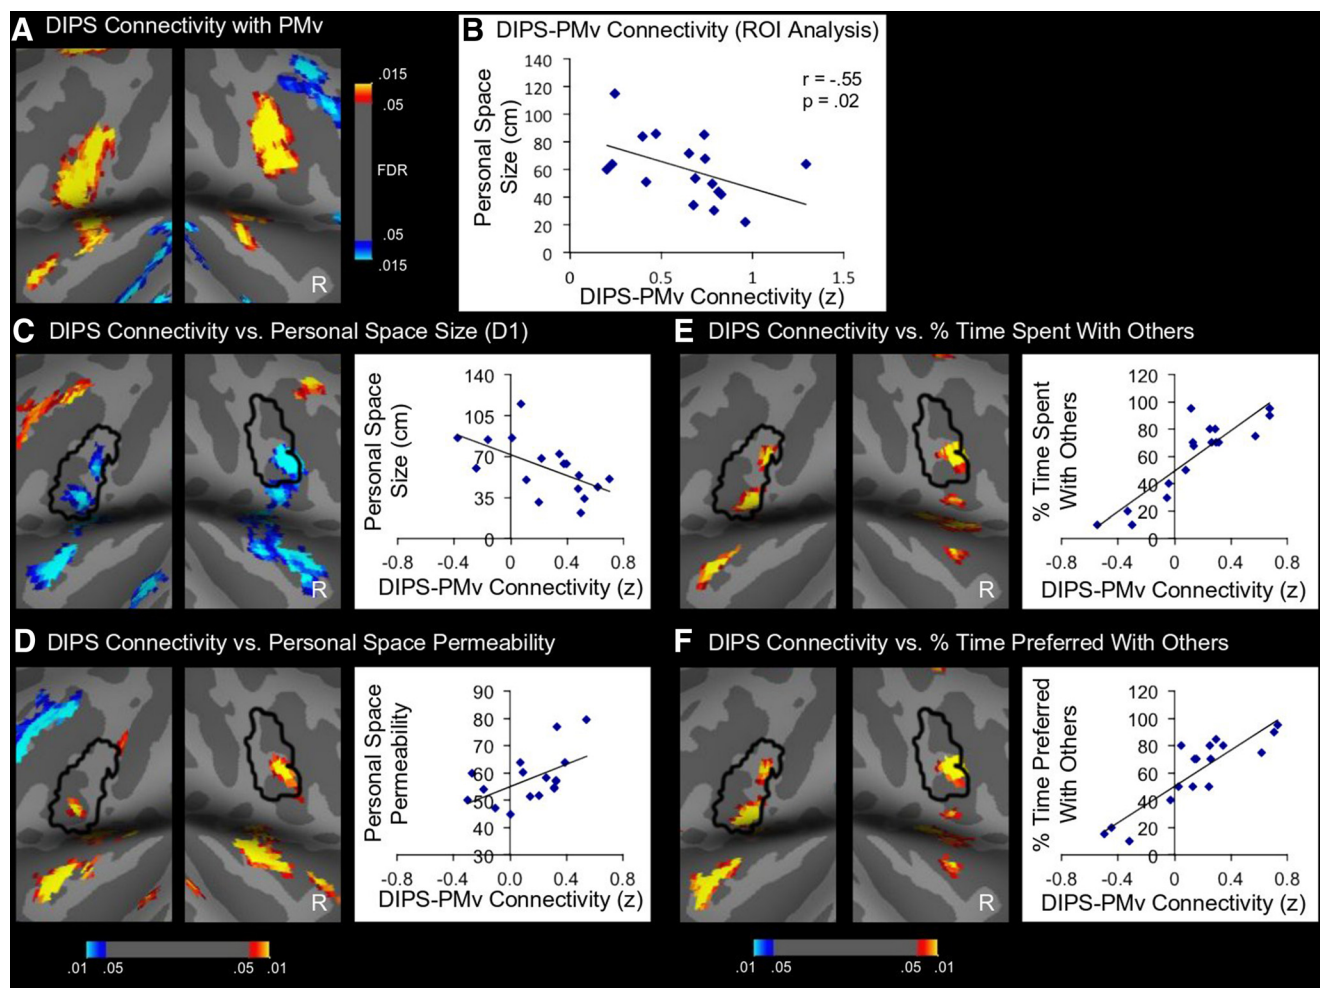 A DIPS Connectivity with PMv
.015
.05
FDR
.05
.015
R
B DIPS-PMv Connectivity (ROI Analysis)
r = -.55
p = .02
Personal Space
Size (cm)
140
120
100
80
60
40
20
0
0 0.5 1 1.5
DIPS-PMv Connectivity (z)
C DIPS Connectivity vs. Personal Space Size (D1)
R
Personal Space
Size (cm)
140
105
70
35
0
-0.8 -0.4 0 0.4 0.8
DIPS-PMv Connectivity (z)
E DIPS Connectivity vs. % Time Spent With Others
R
% Time Spent
With Others
120
100
80
60
40
20
0
-0.8 -0.4 0 0.4 0.8
DIPS-PMv Connectivity (z)
D DIPS Connectivity vs. Personal Space Permeability
R
Personal Space
Permeability
90
80
70
60
50
40
30
-0.8 -0.4 0.0 0.4 0.8
DIPS-PMv Connectivity (z)
.01 .05 .05 .01
F DIPS Connectivity vs. % Time Preferred With Others
R
% Time Preferred
With Others
120
100
80
60
40
20
0
-0.8 -0.4 0 0.4 0.8
DIPS-PMv Connectivity (z)
.01 .05 .05 .01